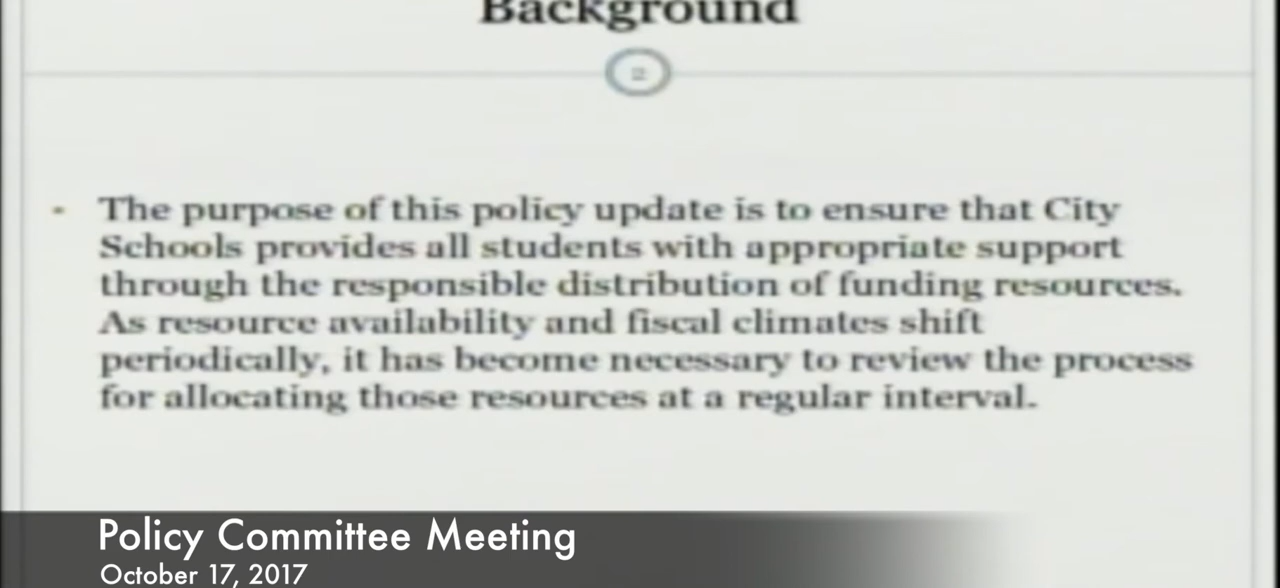 Background
2
- The purpose of this policy update is to ensure that City
Schools provides all students with appropriate support
through the responsible distribution of funding resources.
As resource availability and fiscal climates shift
periodically, it has become necessary to review the process
for allocating those resources at a regular interval.
Policy Committee Meeting
October 17, 2017